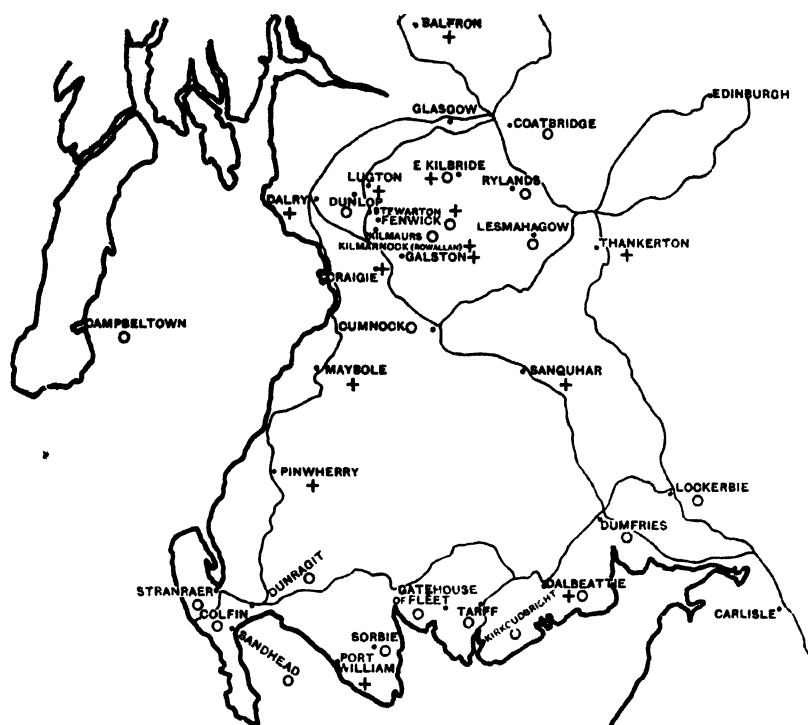 BALFRON
GLASGOW
EDINBURGH
COATBRIDGE
LUGTON
E KILBRIDE
RYLANDS
DALRY
DUNLOP
STEWARTON
FENWICK
KILMAURS
LESMAHAGOW
KILMARNOCK (ROWALLAN)
GALSTON
THANKERTON
CRAIGIE
CAMPBELTOWN
CUMNOCK
MAYBOLE
SANQUHAR
PINWHERRY
LOCKERBIE
DUMFRIES
STRANRAER
DUNRAGIT
GATEHOUSE
OF FLEET
TARFF
KIRKCUDBRIGHT
DALBEATTIE
CARLISLE
COLFIN
SANDHEAD
SORBIE
PORT
WILLIAM